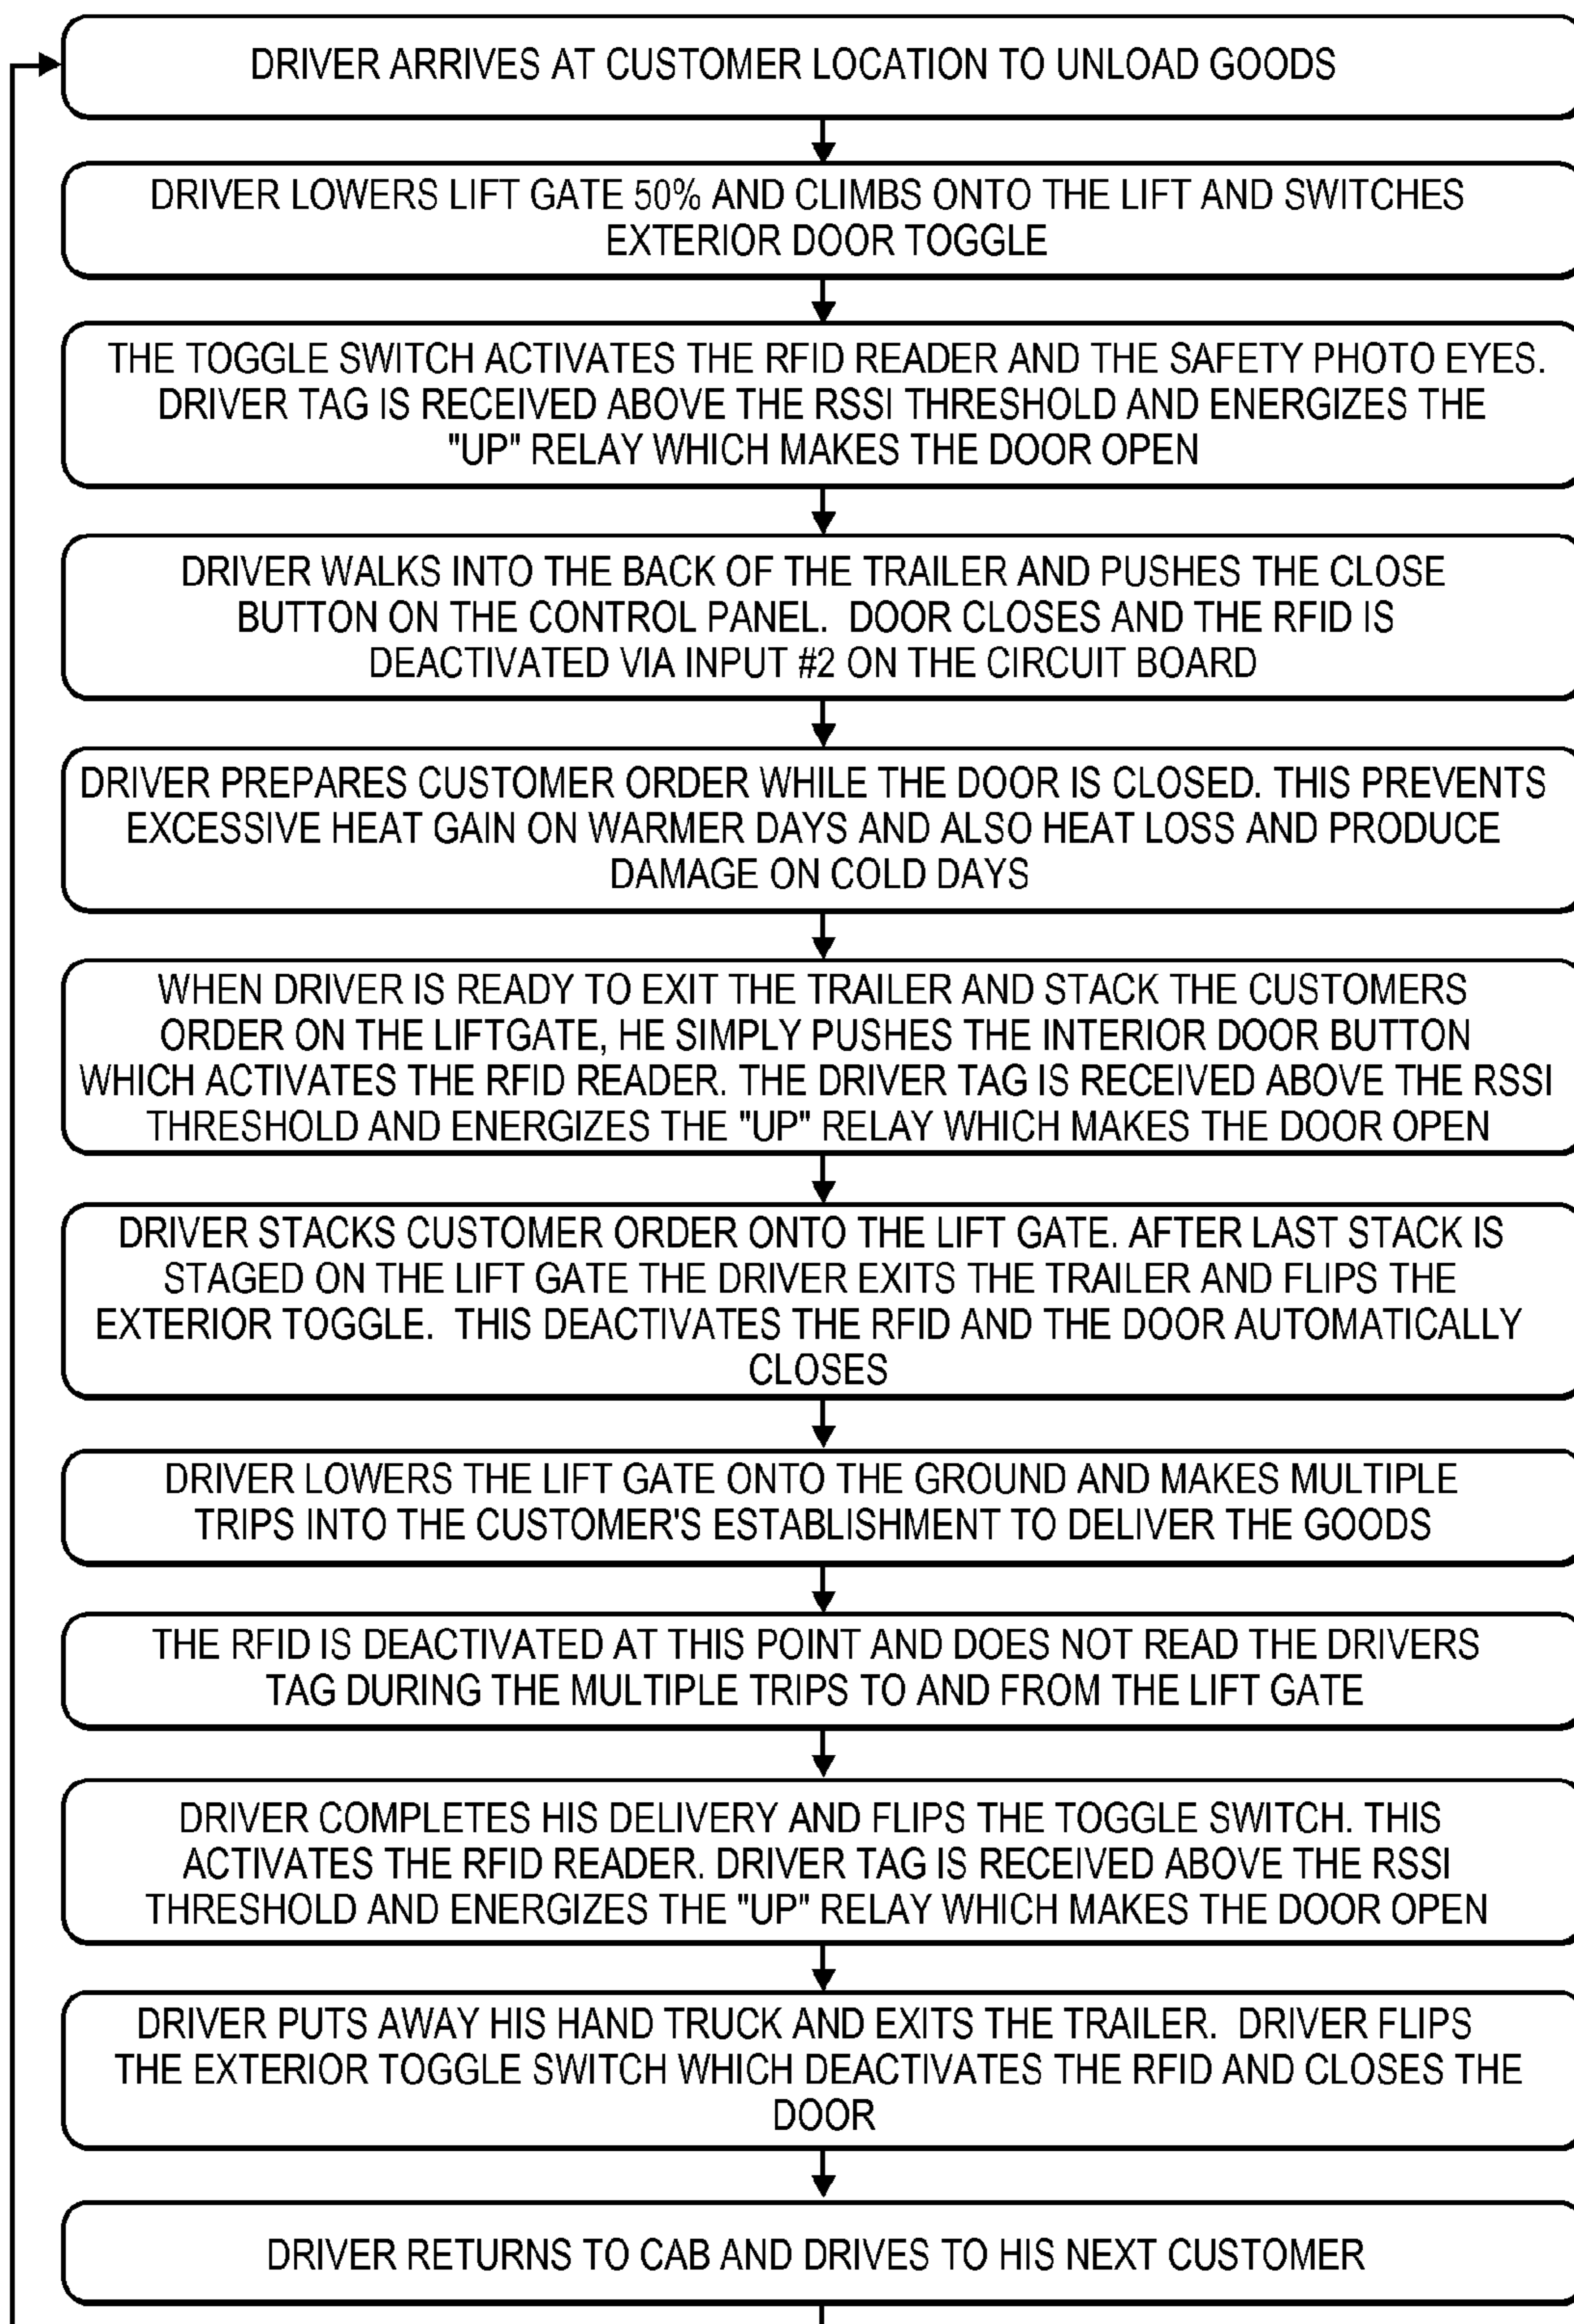 DRIVER ARRIVES AT CUSTOMER LOCATION TO UNLOAD GOODS
DRIVER LOWERS LIFT GATE 50% AND CLIMBS ONTO THE LIFT AND SWITCHES
EXTERIOR DOOR TOGGLE
THE TOGGLE SWITCH ACTIVATES THE RFID READER AND THE SAFETY PHOTO EYES.
DRIVER TAG IS RECEIVED ABOVE THE RSSI THRESHOLD AND ENERGIZES THE
"UP" RELAY WHICH MAKES THE DOOR OPEN
DRIVER WALKS INTO THE BACK OF THE TRAILER AND PUSHES THE CLOSE
BUTTON ON THE CONTROL PANEL.  DOOR CLOSES AND THE RFID IS
DEACTIVATED VIA INPUT #2 ON THE CIRCUIT BOARD
DRIVER PREPARES CUSTOMER ORDER WHILE THE DOOR IS CLOSED. THIS PREVENTS
EXCESSIVE HEAT GAIN ON WARMER DAYS AND ALSO HEAT LOSS AND PRODUCE
DAMAGE ON COLD DAYS
WHEN DRIVER IS READY TO EXIT THE TRAILER AND STACK THE CUSTOMERS
ORDER ON THE LIFTGATE, HE SIMPLY PUSHES THE INTERIOR DOOR BUTTON
WHICH ACTIVATES THE RFID READER. THE DRIVER TAG IS RECEIVED ABOVE THE RSSI
THRESHOLD AND ENERGIZES THE "UP" RELAY WHICH MAKES THE DOOR OPEN
DRIVER STACKS CUSTOMER ORDER ONTO THE LIFT GATE. AFTER LAST STACK IS
STAGED ON THE LIFT GATE THE DRIVER EXITS THE TRAILER AND FLIPS THE
EXTERIOR TOGGLE.  THIS DEACTIVATES THE RFID AND THE DOOR AUTOMATICALLY
CLOSES
DRIVER LOWERS THE LIFT GATE ONTO THE GROUND AND MAKES MULTIPLE
TRIPS INTO THE CUSTOMER'S ESTABLISHMENT TO DELIVER THE GOODS
THE RFID IS DEACTIVATED AT THIS POINT AND DOES NOT READ THE DRIVERS
TAG DURING THE MULTIPLE TRIPS TO AND FROM THE LIFT GATE
DRIVER COMPLETES HIS DELIVERY AND FLIPS THE TOGGLE SWITCH. THIS
ACTIVATES THE RFID READER. DRIVER TAG IS RECEIVED ABOVE THE RSSI
THRESHOLD AND ENERGIZES THE "UP" RELAY WHICH MAKES THE DOOR OPEN
DRIVER PUTS AWAY HIS HAND TRUCK AND EXITS THE TRAILER.  DRIVER FLIPS
THE EXTERIOR TOGGLE SWITCH WHICH DEACTIVATES THE RFID AND CLOSES THE
DOOR
DRIVER RETURNS TO CAB AND DRIVES TO HIS NEXT CUSTOMER